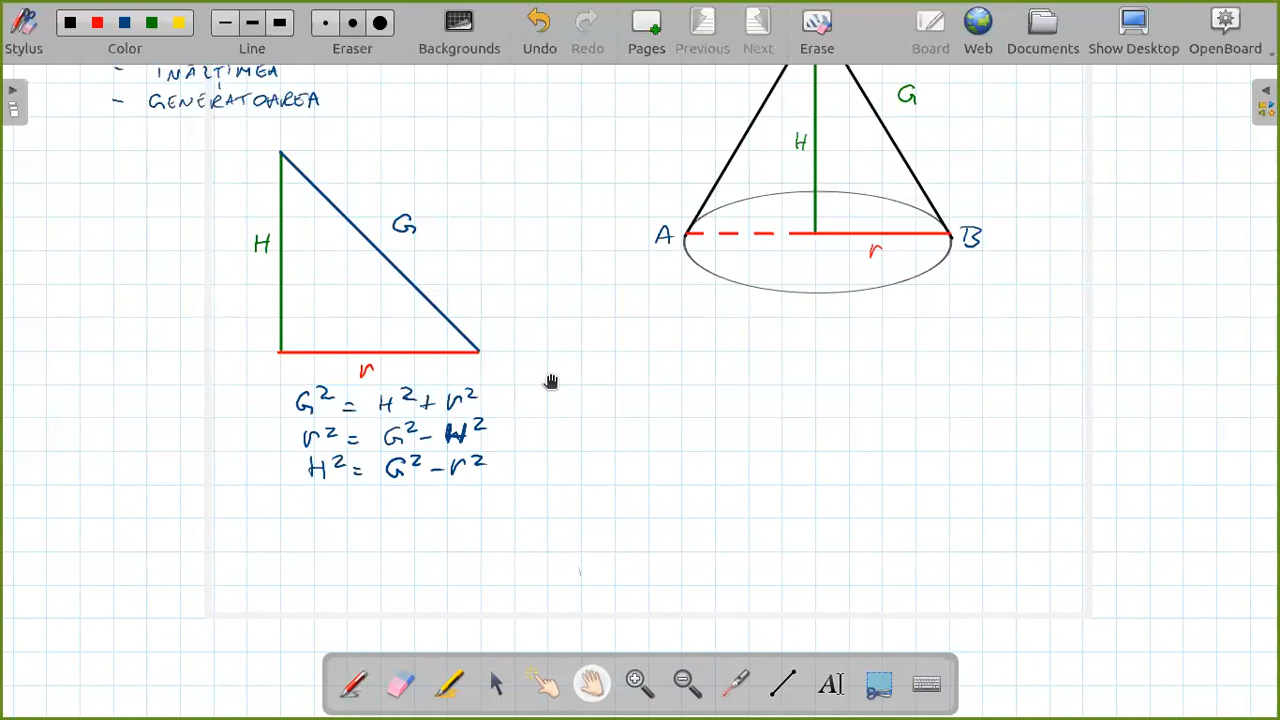 Stylus
Color
Line
Eraser
Backgrounds
Undo
Redo
Pages
Previous
Next
Erase
Board
Web
Documents
Show Desktop
OpenBoard
- INĂLȚIMEA
- GENERATOAREA
H
G
r
G² = H² + r²
r² = G² - H²
H² = G² - r²
G
H
A
B
r
AI